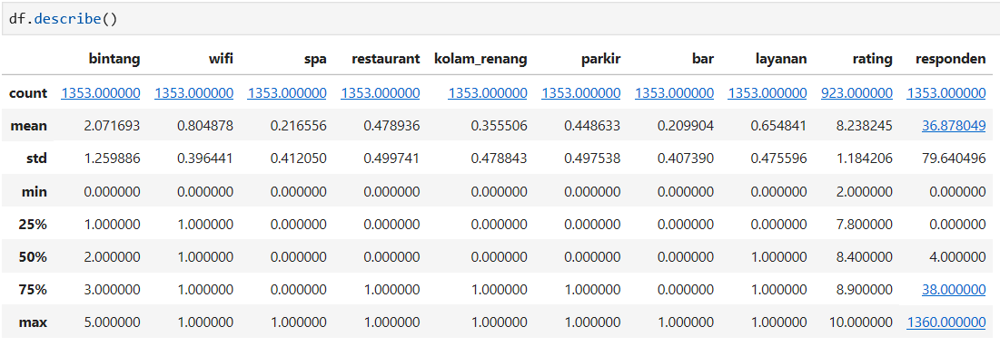 df.describe()
bintang wifi spa restaurant kolam_renang parkir bar layanan rating responden
count 1353.000000 1353.000000 1353.000000 1353.000000 1353.000000 1353.000000 1353.000000 1353.000000 923.000000 1353.000000
mean 2.071693 0.804878 0.216556 0.478936 0.355506 0.448633 0.209904 0.654841 8.238245 36.878049
std 1.259886 0.396441 0.412050 0.499741 0.478843 0.497538 0.407390 0.475596 1.184206 79.640496
min 0.000000 0.000000 0.000000 0.000000 0.000000 0.000000 0.000000 0.000000 2.000000 0.000000
25% 1.000000 1.000000 0.000000 0.000000 0.000000 0.000000 0.000000 0.000000 7.800000 0.000000
50% 2.000000 1.000000 0.000000 0.000000 0.000000 0.000000 0.000000 1.000000 8.400000 4.000000
75% 3.000000 1.000000 0.000000 1.000000 1.000000 1.000000 0.000000 1.000000 8.900000 38.000000
max 5.000000 1.000000 1.000000 1.000000 1.000000 1.000000 1.000000 1.000000 10.000000 1360.000000